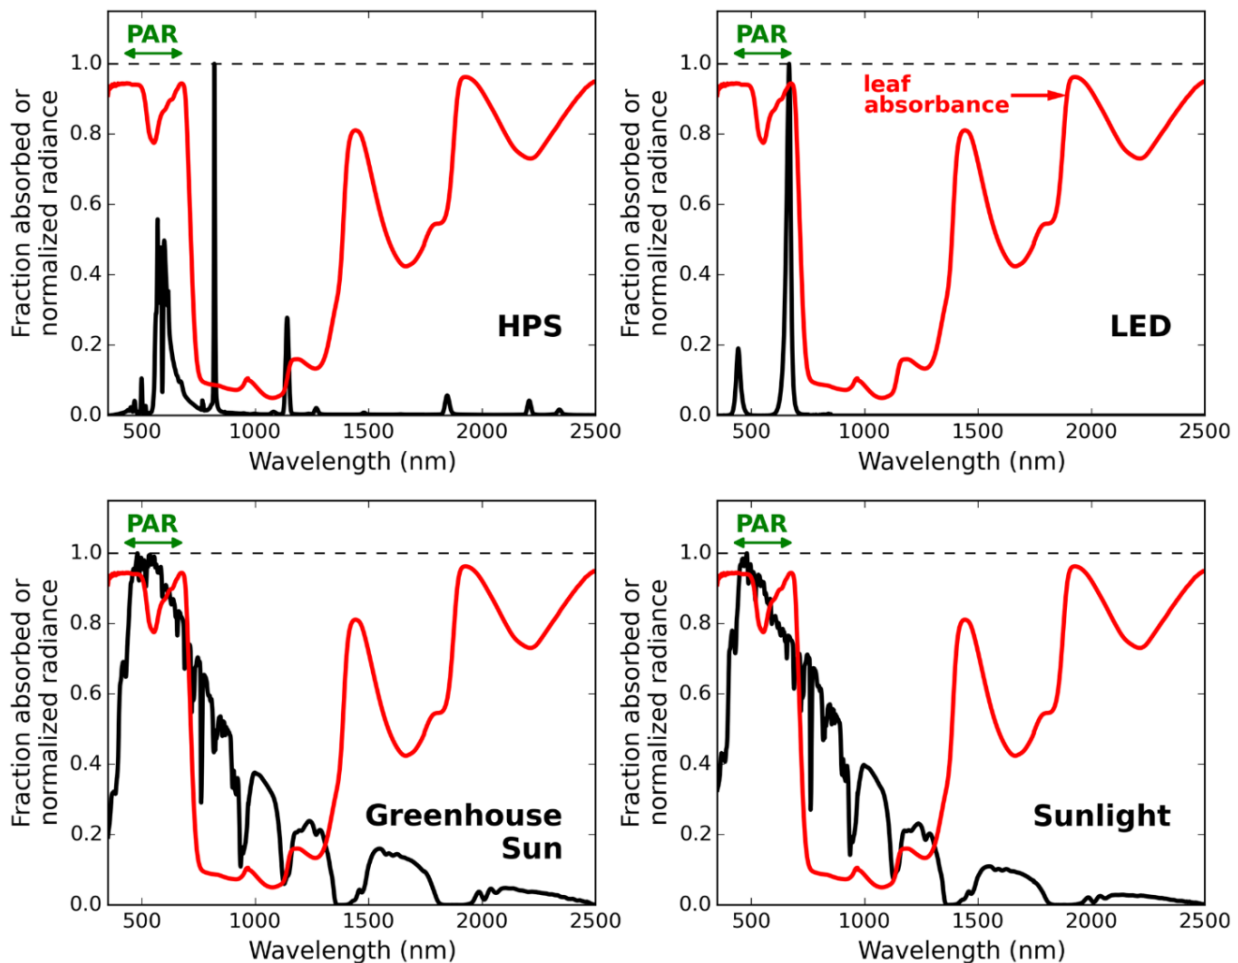 PAR
Fraction absorbed or
normalized radiance
1.0
0.8
0.6
0.4
0.2
0.0
HPS
500 1000 1500 2000 2500
Wavelength (nm)
PAR
Fraction absorbed or
normalized radiance
1.0
0.8
0.6
0.4
0.2
0.0
leaf
absorbance
LED
500 1000 1500 2000 2500
Wavelength (nm)
PAR
Fraction absorbed or
normalized radiance
1.0
0.8
0.6
0.4
0.2
0.0
Greenhouse
Sun
500 1000 1500 2000 2500
Wavelength (nm)
PAR
Fraction absorbed or
normalized radiance
1.0
0.8
0.6
0.4
0.2
0.0
Sunlight
500 1000 1500 2000 2500
Wavelength (nm)